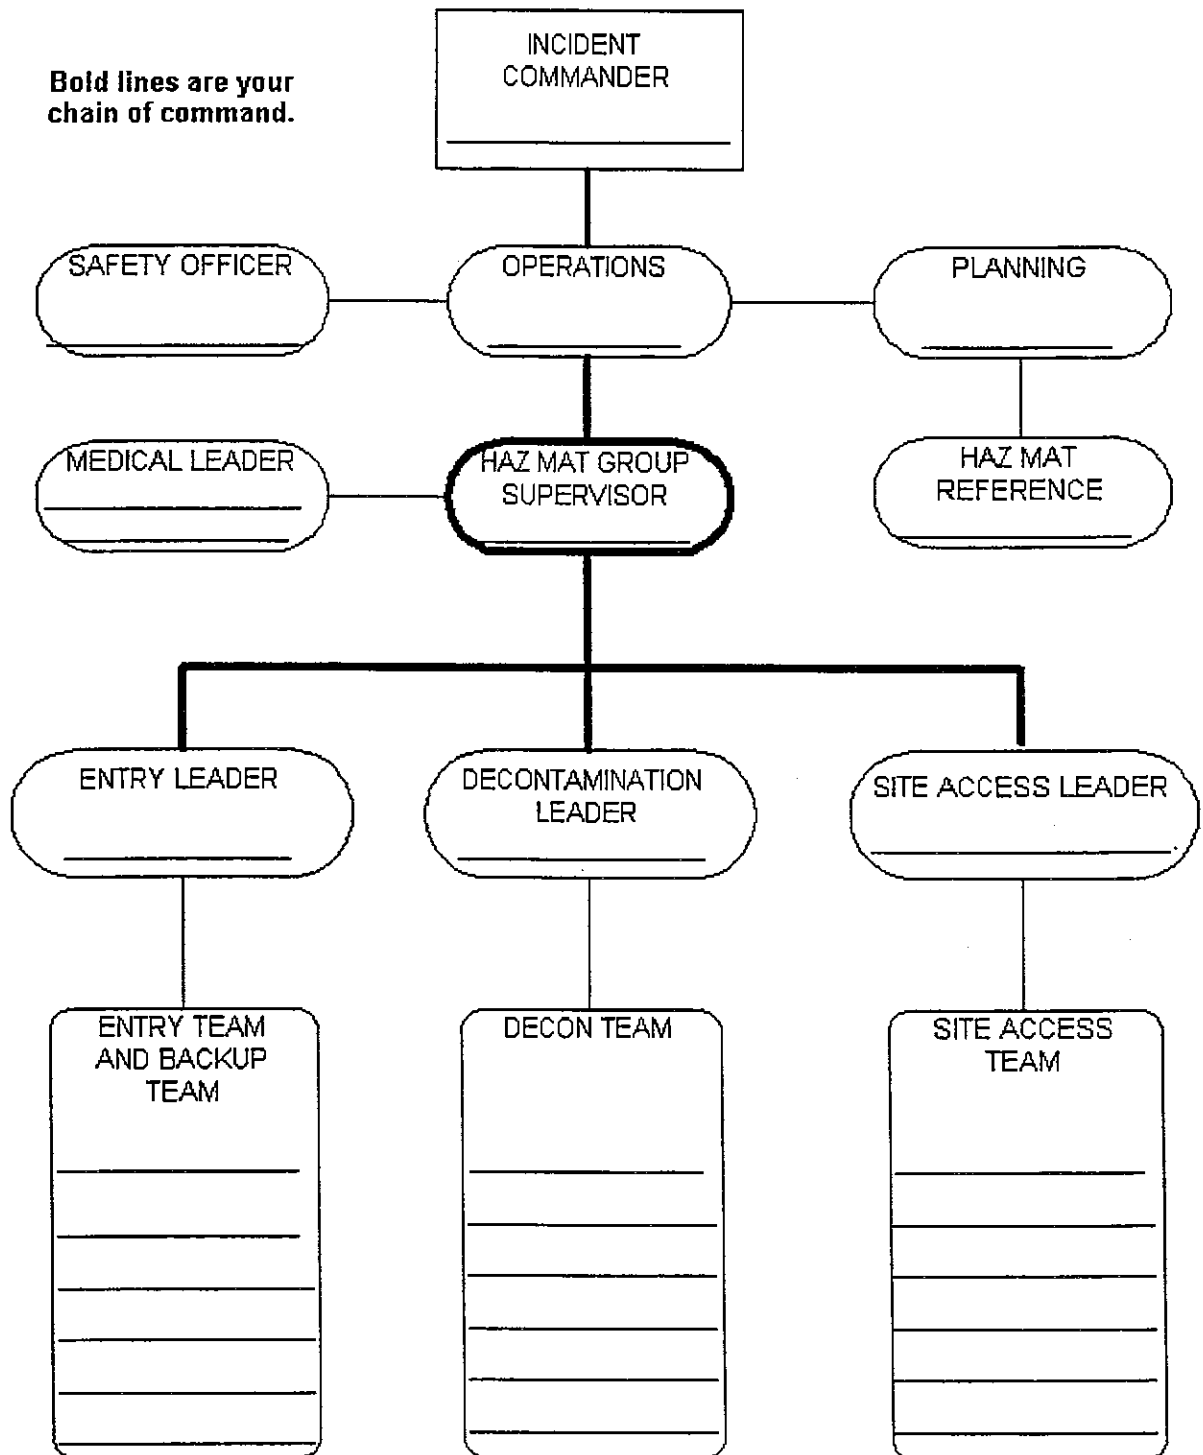 Bold lines are your
chain of command.
INCIDENT
COMMANDER
SAFETY OFFICER
OPERATIONS
PLANNING
MEDICAL LEADER
HAZ MAT GROUP
SUPERVISOR
HAZ MAT
REFERENCE
ENTRY LEADER
DECONTAMINATION
LEADER
SITE ACCESS LEADER
ENTRY TEAM
AND BACKUP
TEAM
DECON TEAM
SITE ACCESS
TEAM